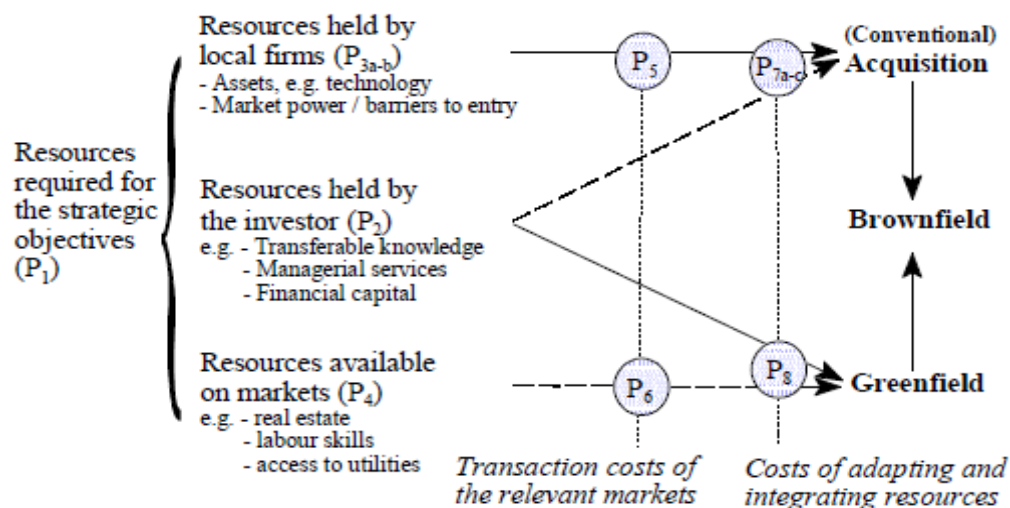 Resources
required for
the strategic
objectives
(P1)
Resources held by
local firms (P3a-b)
- Assets, e.g. technology
- Market power / barriers to entry
Resources held by
the investor (P2)
e.g. - Transferable knowledge
- Managerial services
- Financial capital
Resources available
on markets (P4)
e.g. - real estate
- labour skills
- access to utilities
P5
P7a-c
P6
P8
Transaction costs of
the relevant markets
Costs of adapting and
integrating resources
(Conventional)
Acquisition
Brownfield
Greenfield